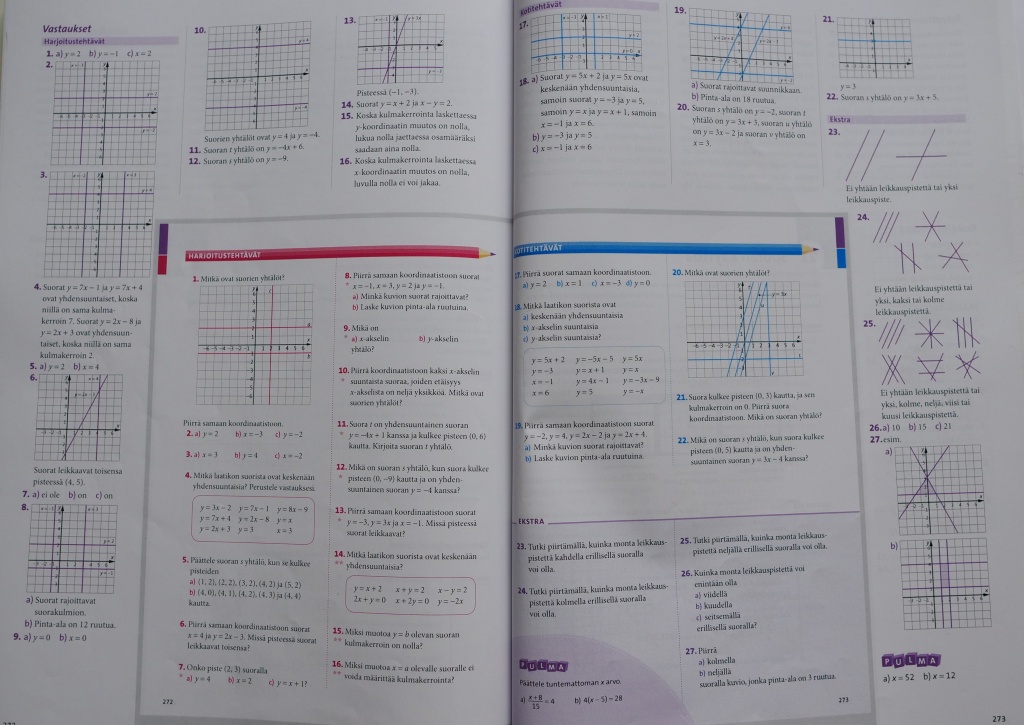 Vastaukset
Harjoitustehtävät
1. a) y = 2 b) y = −1 c) x = 2
2.
3.
4. Suorat y = 7x − 1 ja y = 7x + 4
ovat yhdensuuntaiset, koska
niillä on sama kulma-
kerroin 7. Suorat y = 2x − 8 ja
y = 2x + 3 ovat yhdensuun-
taiset, koska niillä on sama
kulmakerroin 2.
5. a) y = 2 b) x = 4
6.
Suorat leikkaavat toisensa
pisteessä (4, 5).
7. a) ei ole b) on c) on
8.
a) Suorat rajoittavat
suorakulmion.
b) Pinta-ala on 12 ruutua.
9. a) y = 0 b) x = 0
10.
Suorien yhtälöt ovat y = 4 ja y = −4.
11. Suoran t yhtälö on y = −4x + 6.
12. Suoran s yhtälö on y = −9.
13.
Pisteessä (−1, −3).
14. Suorat y = x + 2 ja x − y = 2.
15. Koska kulmakerrointa laskettaessa
y-koordinaatin muutos on nolla,
lukua nolla jaettaessa osamääräksi
saadaan aina nolla.
16. Koska kulmakerrointa laskettaessa
x-koordinaatin muutos on nolla,
luvulla nolla ei voi jakaa.
Kotitehtävät
17.
18. a) Suorat y = 5x + 2 ja y = 5x ovat
keskenään yhdensuuntaisia,
samoin suorat y = −3 ja y = 5,
samoin y = x ja y = x + 1, samoin
x = −1 ja x = 6.
b) y = −3 ja y = 5
c) x = −1 ja x = 6
19.
a) Suorat rajoittavat suunnikkaan.
b) Pinta-ala on 18 ruutua.
20. Suoran s yhtälö on y = −2, suoran t
yhtälö on y = 3x + 3, suoran u yhtälö
on y = 3x − 2 ja suoran v yhtälö on
x = 3.
21.
y = 3
22. Suoran s yhtälö on y = 3x + 5.
Ekstra
23.
Ei yhtään leikkauspistettä tai yksi
leikkauspiste.
24.
Ei yhtään leikkauspistettä tai
yksi, kaksi tai kolme
leikkauspistettä.
25.
Ei yhtään leikkauspistettä tai
yksi, kolme, neljä, viisi tai
kuusi leikkauspistettä.
26. a) 10 b) 15 c) 21
27. esim.
a)
b)
PULMA
a) x = 52 b) x = 12
273
HARJOITUSTEHTÄVÄT
1. Mitkä ovat suorien yhtälöt?
Piirrä samaan koordinaatistoon.
2. a) y = 2 b) x = −3 c) y = −2
3. a) x = 3 b) y = 4 c) x = −2
4. Mitkä laatikon suorista ovat keskenään
yhdensuuntaisia? Perustele vastauksesi.
y = 3x − 2 y = 7x − 1 y = 8x − 9
y = 7x + 4 y = 2x − 8 y = x
y = 2x + 3 y = 3 x = 3
5. Päättele suoran s yhtälö, kun se kulkee
pisteiden
a) (1, 2), (2, 2), (3, 2), (4, 2) ja (5, 2)
b) (4, 0), (4, 1), (4, 2), (4, 3) ja (4, 4)
kautta.
6. Piirrä samaan koordinaatistoon suorat
x = 4 ja y = 2x − 3. Missä pisteessä suorat
leikkaavat toisensa?
7. Onko piste (2, 3) suoralla
a) y = 4 b) x = 2 c) y = x + 1?
272
8. Piirrä samaan koordinaatistoon suorat
x = −1, x = 3, y = 2 ja y = −1.
a) Minkä kuvion suorat rajoittavat?
b) Laske kuvion pinta-ala ruutuina.
9. Mikä on
a) x-akselin b) y-akselin
yhtälö?
10. Piirrä koordinaatistoon kaksi x-akselin
suuntaista suoraa, joiden etäisyys
x-akselista on neljä yksikköä. Mitkä ovat
suorien yhtälöt?
11. Suora t on yhdensuuntainen suoran
y = −4x + 1 kanssa ja kulkee pisteen (0, 6)
kautta. Kirjoita suoran t yhtälö.
12. Mikä on suoran s yhtälö, kun suora kulkee
pisteen (0, −9) kautta ja on yhden-
suuntainen suoran y = −4 kanssa?
13. Piirrä samaan koordinaatistoon suorat
y = −3, y = 3x ja x = −1. Missä pisteessä
suorat leikkaavat?
14. Mitkä laatikon suorista ovat keskenään
yhdensuuntaisia?
y = x + 2 x + y = 2 x − y = 2
2x + y = 0 x + 2y = 0 y = −2x
15. Miksi muotoa y = b olevan suoran
kulmakerroin on nolla?
16. Miksi muotoa x = a olevalle suoralle ei
voida määrittää kulmakerrointa?
KOTITEHTÄVÄT
17. Piirrä suorat samaan koordinaatistoon.
a) y = 2 b) x = 1 c) x = −3 d) y = 0
18. Mitkä laatikon suorista ovat
a) keskenään yhdensuuntaisia
b) x-akselin suuntaisia
c) y-akselin suuntaisia?
y = 5x + 2 y = −5x − 5 y = 5x
y = −3 y = x + 1 y = x
x = −1 y = 4x − 1 y = −3x − 9
x = 6 y = 5 y = −x
19. Piirrä samaan koordinaatistoon suorat
y = −2, y = 4, y = 2x − 2 ja y = 2x + 4.
a) Minkä kuvion suorat rajoittavat?
b) Laske kuvion pinta-ala ruutuina.
20. Mitkä ovat suorien yhtälöt?
21. Suora kulkee pisteen (0, 3) kautta, ja sen
kulmakerroin on 0. Piirrä suora
koordinaatistoon. Mikä on suoran yhtälö?
22. Mikä on suoran s yhtälö, kun suora kulkee
pisteen (0, 5) kautta ja on yhden-
suuntainen suoran y = 3x − 4 kanssa?
EKSTRA
23. Tutki piirtämällä, kuinka monta leikkaus-
pistettä kahdella erillisellä suoralla
voi olla.
24. Tutki piirtämällä, kuinka monta leikkaus-
pistettä kolmella erillisellä suoralla
voi olla.
25. Tutki piirtämällä, kuinka monta leikkaus-
pistettä neljällä erillisellä suoralla voi olla.
26. Kuinka monta leikkauspistettä voi
enintään olla
a) viidellä
b) kuudella
c) seitsemällä
erillisellä suoralla?
27. Piirrä
a) kolmella
b) neljällä
suoralla kuvio, jonka pinta-ala on 3 ruutua.
PULMA
Päättele tuntemattoman x arvo.
a) x + 8 / 15 = 4 b) 4(x − 5) = 28
273